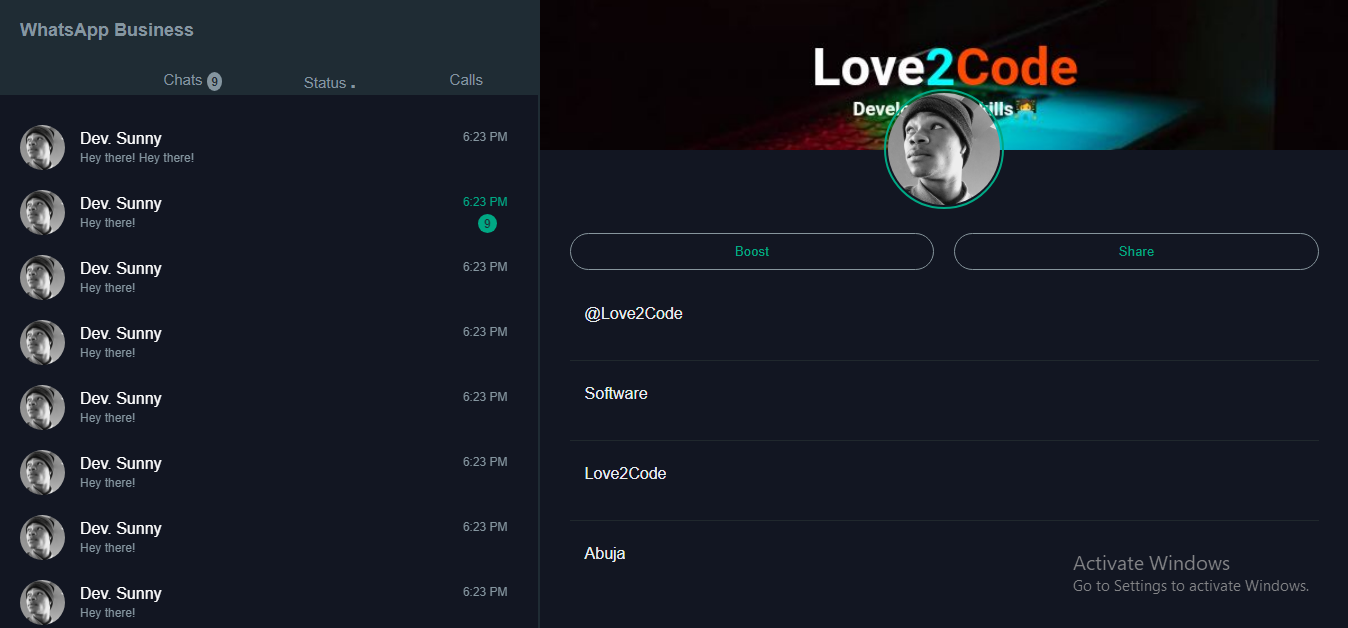 WhatsApp Business
Chats 9
Status .
Calls
Dev. Sunny
6:23 PM
Hey there! Hey there!
Dev. Sunny
6:23 PM
Hey there!
9
Dev. Sunny
6:23 PM
Hey there!
Dev. Sunny
6:23 PM
Hey there!
Dev. Sunny
6:23 PM
Hey there!
Dev. Sunny
6:23 PM
Hey there!
Dev. Sunny
6:23 PM
Hey there!
Dev. Sunny
6:23 PM
Hey there!
Love2Code
Boost
Share
@Love2Code
Software
Love2Code
Abuja
Activate Windows
Go to Settings to activate Windows.